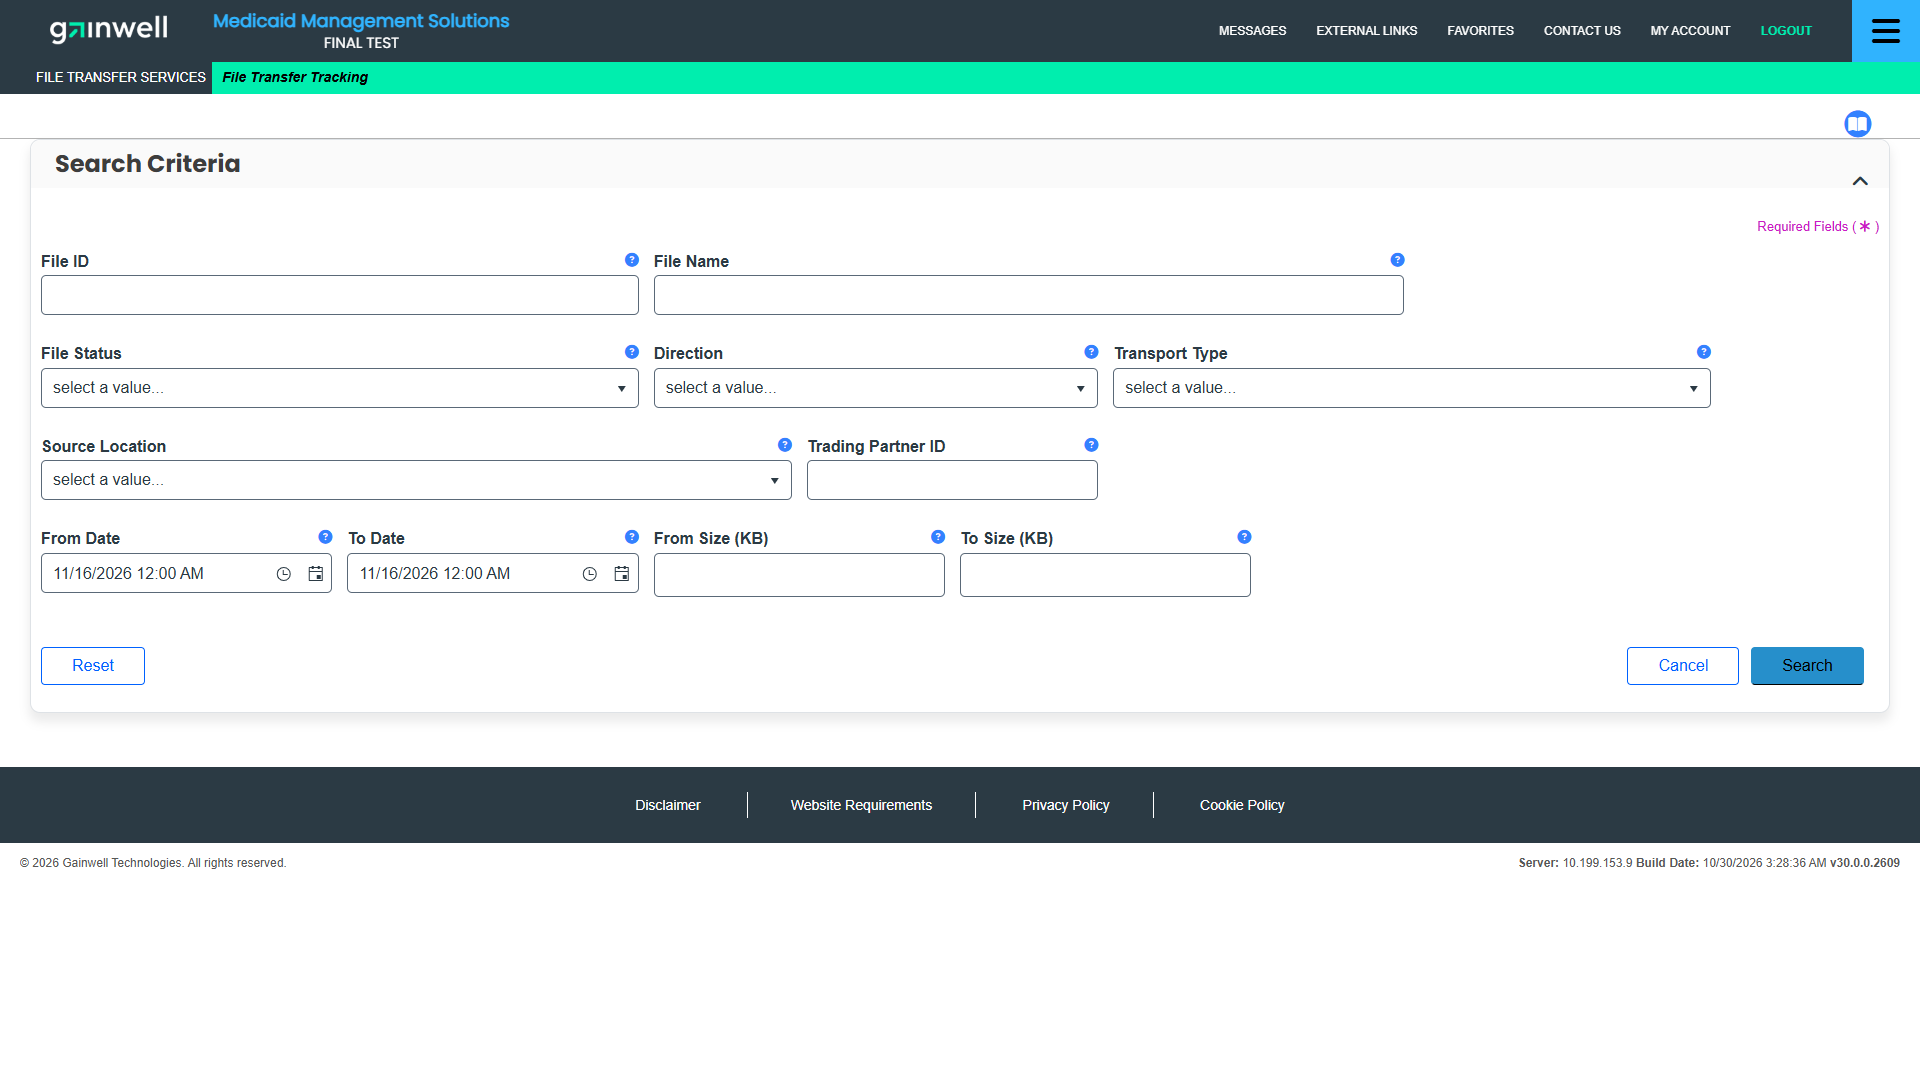 gainwell
Medicaid Management Solutions
FINAL TEST
MESSAGES EXTERNAL LINKS FAVORITES CONTACT US MY ACCOUNT LOGOUT
FILE TRANSFER SERVICES File Transfer Tracking
Search Criteria
Required Fields ( * )
File ID ? File Name ?
File Status ? Direction ? Transport Type ?
select a value... select a value... select a value...
Source Location ? Trading Partner ID ?
select a value...
From Date ? To Date ? From Size (KB) ? To Size (KB) ?
11/16/2026 12:00 AM 11/16/2026 12:00 AM
Reset Cancel Search
Disclaimer Website Requirements Privacy Policy Cookie Policy
© 2026 Gainwell Technologies. All rights reserved. Server: 10.199.153.9 Build Date: 10/30/2026 3:28:36 AM v30.0.0.2609